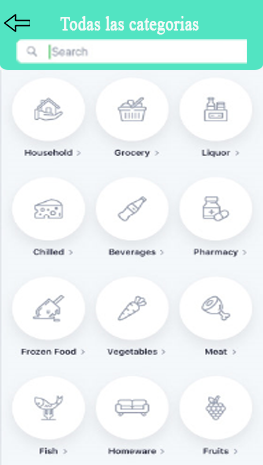 Todas las categorias
Search
Household > Grocery > Liquor >
Chilled > Beverages > Pharmacy >
Frozen Food > Vegetables > Meat >
Fish > Homeware > Fruits >